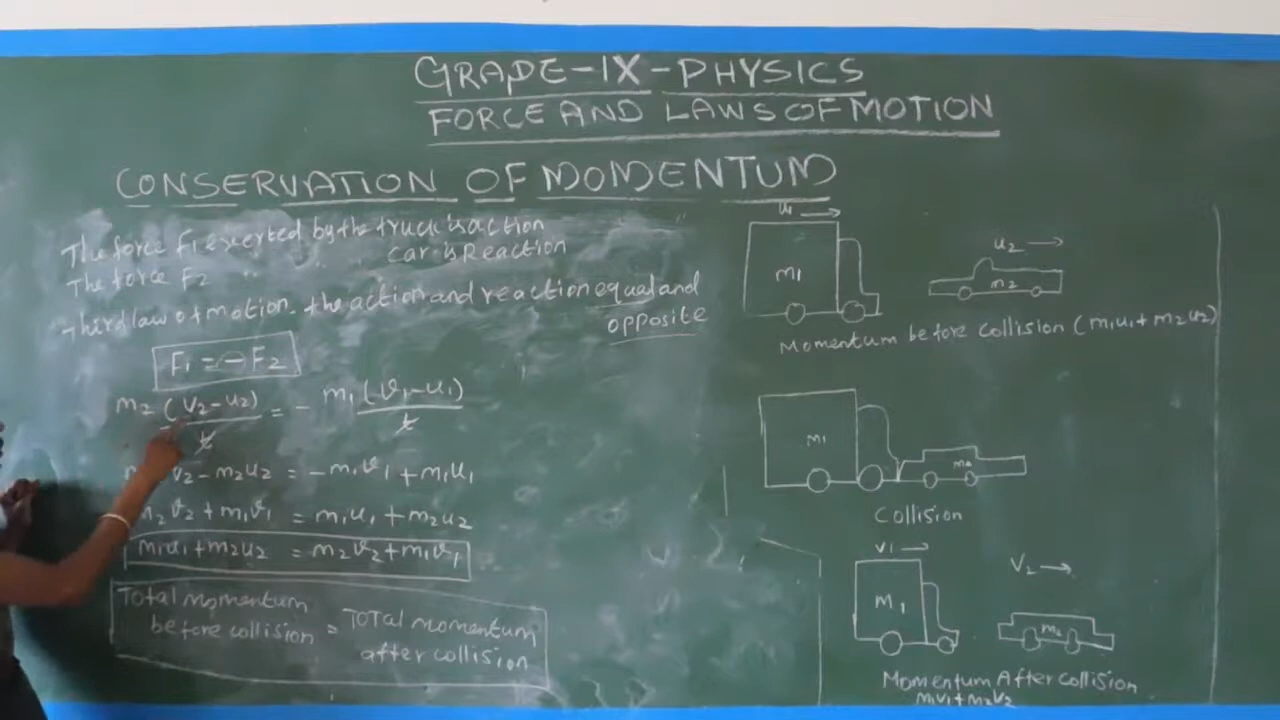 GRADE-IX-PHYSICS
FORCE AND LAWS OF MOTION
CONSERVATION OF MOMENTUM
The force F1 exerted by the truck is action
The force F2 " " car is Reaction
Third law of motion. the action and reaction equal and
opposite
F1 = -F2
m2 (v2-u2) / t = - m1 (v1-u1) / t
v2 - m2u2 = -m1v1 + m1u1
m2v2 + m1v1 = m1u1 + m2u2
m1u1 + m2u2 = m2v2 + m1v1
Total momentum
before collision = Total momentum
after collision
u1
M1
u2
m2
Momentum before collision (m1u1 + m2u2)
M1
m2
Collision
V1
M1
V2
M2
Momentum After collision
m1v1 + m2v2